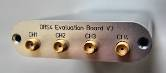 DRS4 Evaluation Board V3
CH1 CH2 CH3 CH4